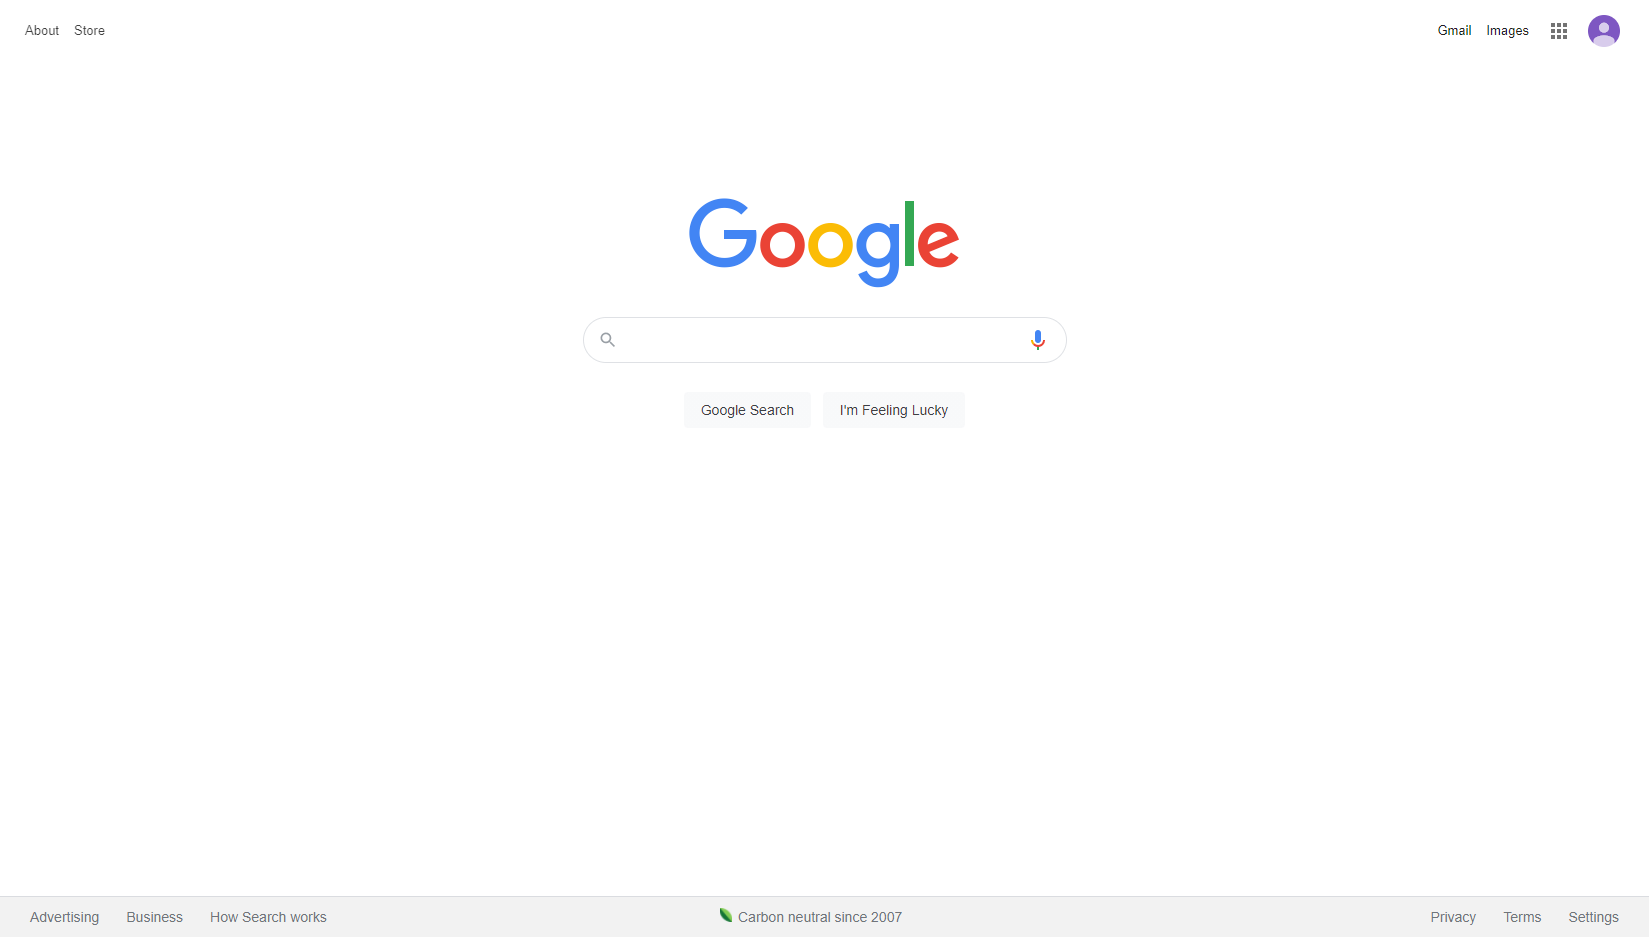 About Store
Gmail Images
Google
Google Search I'm Feeling Lucky
Advertising Business How Search works
Carbon neutral since 2007
Privacy Terms Settings